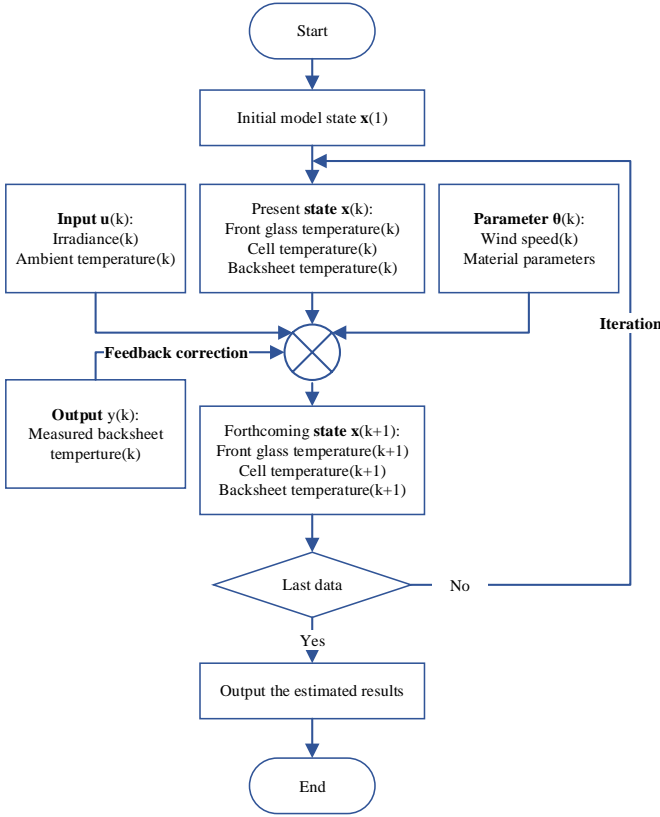 Start
Initial model state x(1)
Input u(k):
Irradiance(k)
Ambient temperature(k)
Present state x(k):
Front glass temperature(k)
Cell temperature(k)
Backsheet temperature(k)
Parameter θ(k):
Wind speed(k)
Material parameters
Iteration
Feedback correction
Output y(k):
Measured backsheet
temperture(k)
Forthcoming state x(k+1):
Front glass temperature(k+1)
Cell temperature(k+1)
Backsheet temperature(k+1)
Last data
No
Yes
Output the estimated results
End